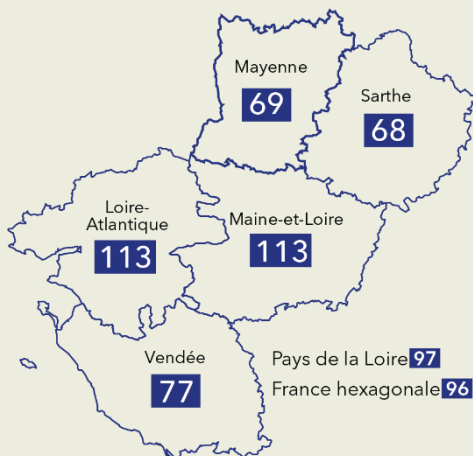 Mayenne
69
Sarthe
68
Loire-
Atlantique
113
Maine-et-Loire
113
Vendée
77
Pays de la Loire 97
France hexagonale 96